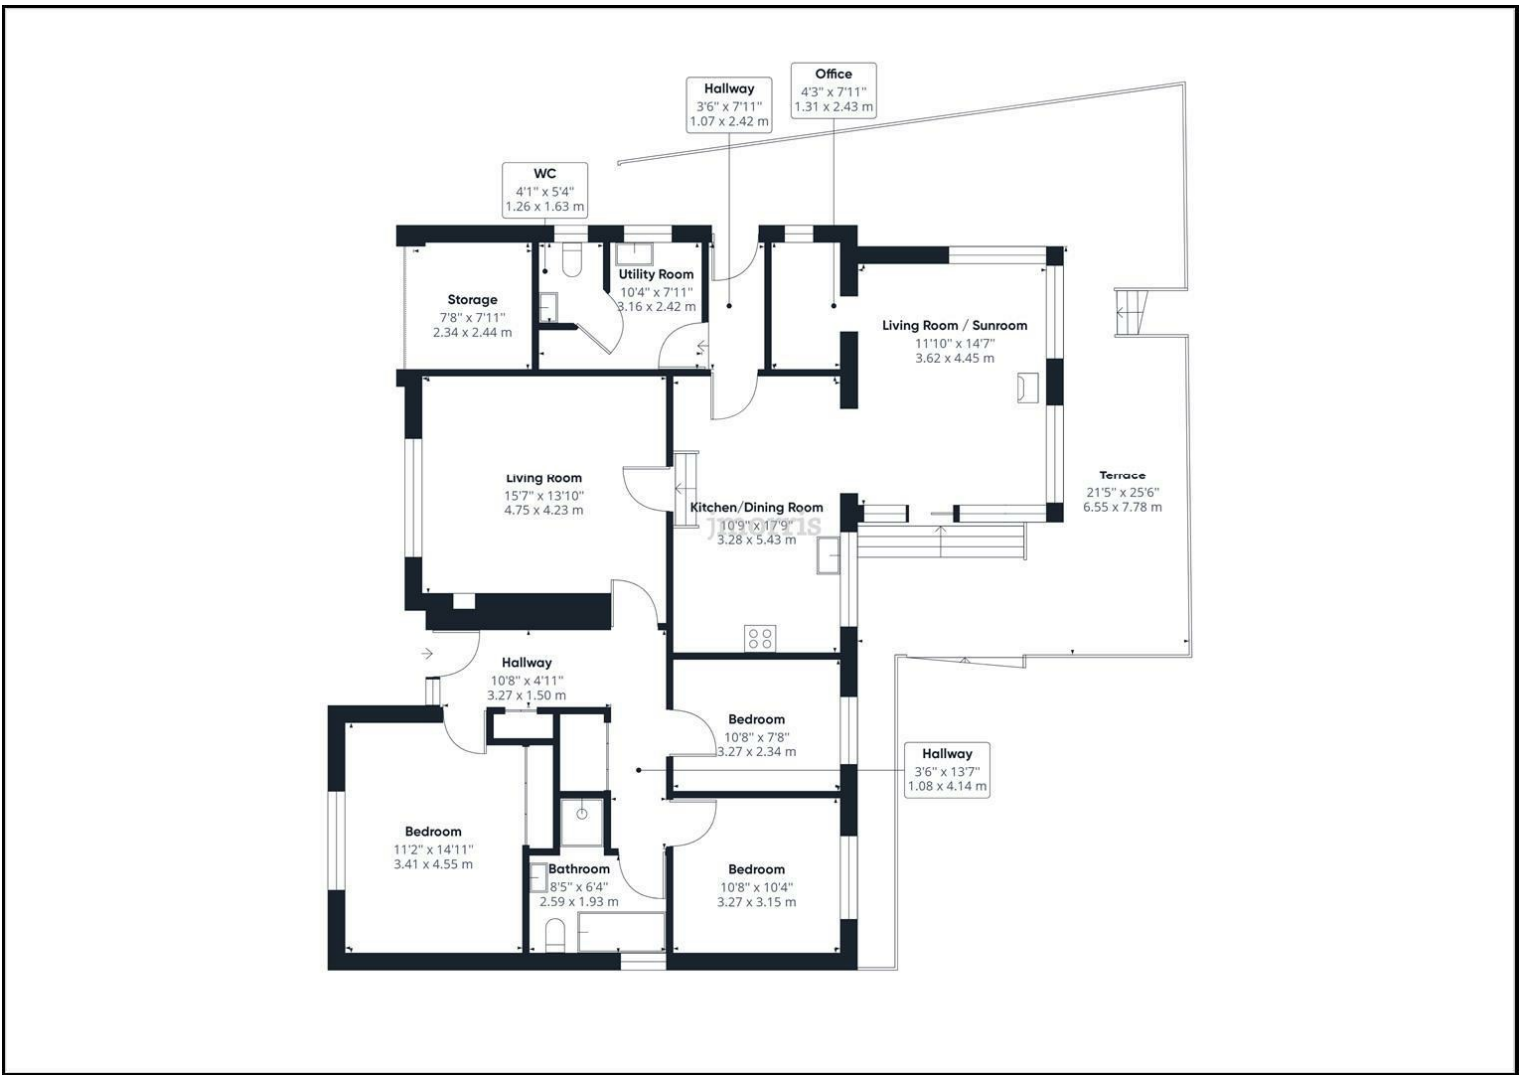 Office
4'3" x 7'11"
1.31 x 2.43 m
Hallway
3'6" x 7'11"
1.07 x 2.42 m
WC
4'1" x 5'4"
1.26 x 1.63 m
Utility Room
10'4" x 7'11"
3.16 x 2.42 m
Storage
7'8" x 7'11"
2.34 x 2.44 m
Living Room / Sunroom
11'10" x 14'7"
3.62 x 4.45 m
Living Room
15'7" x 13'10"
4.75 x 4.23 m
Terrace
21'5" x 25'6"
6.55 x 7.78 m
Kitchen/Dining Room
10'9" x 17'9"
3.28 x 5.43 m
jmorris
Hallway
10'8" x 4'11"
3.27 x 1.50 m
Bedroom
10'8" x 7'8"
3.27 x 2.34 m
Hallway
3'6" x 13'7"
1.08 x 4.14 m
Bedroom
11'2" x 14'11"
3.41 x 4.55 m
Bathroom
8'5" x 6'4"
2.59 x 1.93 m
Bedroom
10'8" x 10'4"
3.27 x 3.15 m